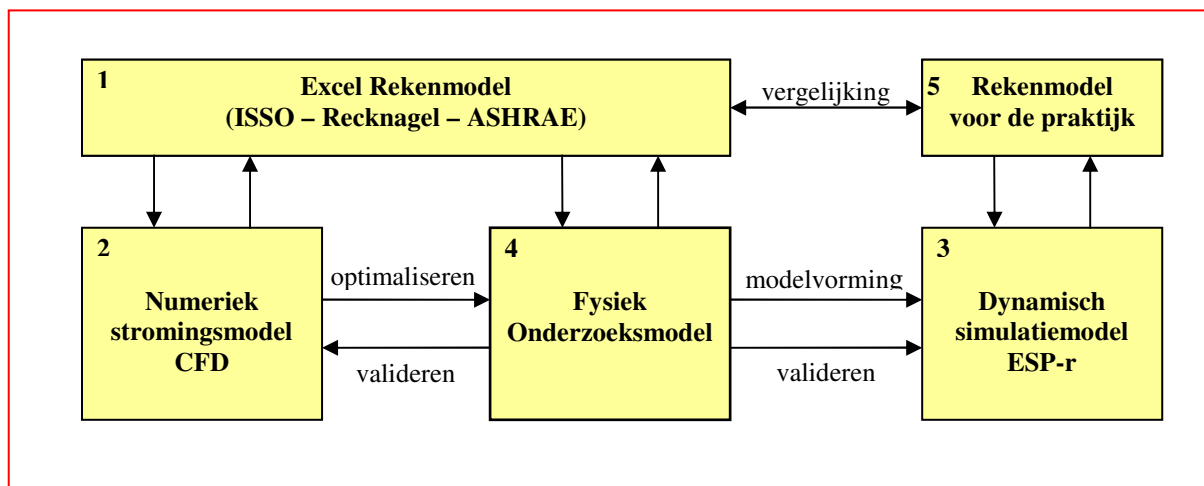 1
Excel Rekenmodel
(ISSO – Recknagel – ASHRAE)
vergelijking
5
Rekenmodel
voor de praktijk
2
Numeriek
stromingsmodel
CFD
optimaliseren
valideren
4
Fysiek
Onderzoeksmodel
modelvorming
valideren
3
Dynamisch
simulatiemodel
ESP-r